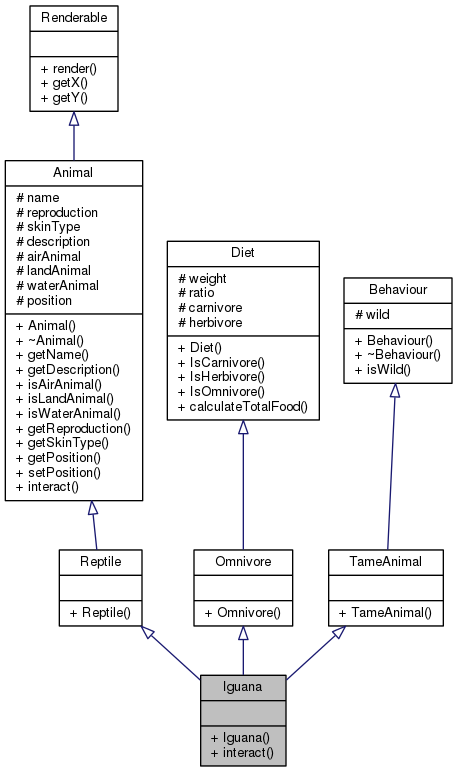 Renderable
+ render()
+ getX()
+ getY()
Animal
# name
# reproduction
# skinType
# description
# airAnimal
# landAnimal
# waterAnimal
# position
+ Animal()
+ ~Animal()
+ getName()
+ getDescription()
+ isAirAnimal()
+ isLandAnimal()
+ isWaterAnimal()
+ getReproduction()
+ getSkinType()
+ getPosition()
+ setPosition()
+ interact()
Diet
# weight
# ratio
# carnivore
# herbivore
+ Diet()
+ IsCarnivore()
+ IsHerbivore()
+ IsOmnivore()
+ calculateTotalFood()
Behaviour
# wild
+ Behaviour()
+ ~Behaviour()
+ isWild()
Reptile
+ Reptile()
Omnivore
+ Omnivore()
TameAnimal
+ TameAnimal()
Iguana
+ Iguana()
+ interact()